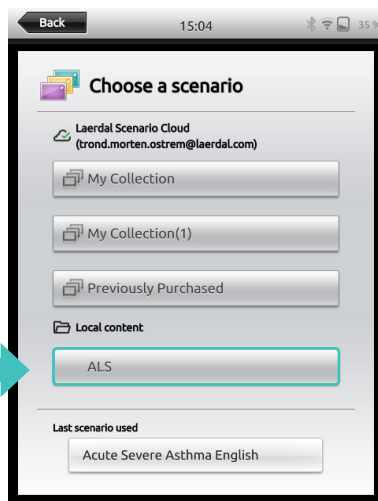 Back
15:04
35 %
Choose a scenario
Laerdal Scenario Cloud
(trond.morten.ostrem@laerdal.com)
My Collection
My Collection(1)
Previously Purchased
Local content
ALS
Last scenario used
Acute Severe Asthma English